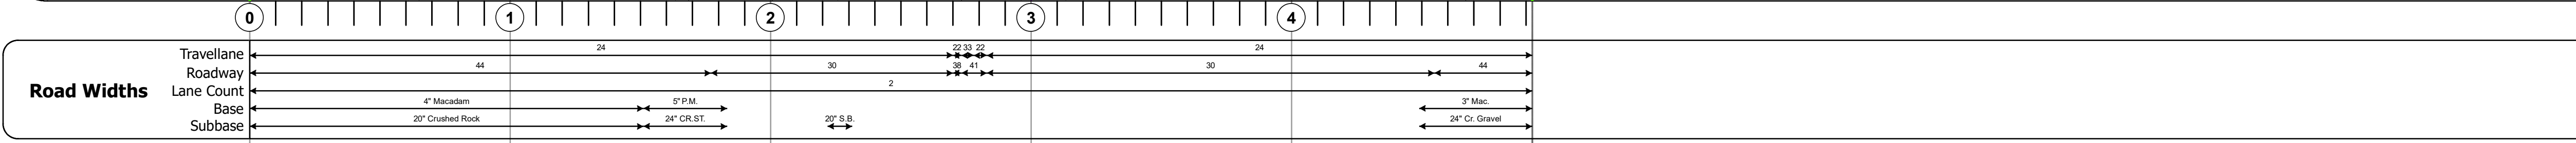 0 1 2 3 4
Road Widths
Travellane 24 22 33 22 24
Roadway 44 30 38 41 30 44
Lane Count 2
Base 4" Macadam 5" P.M. 3" Mac.
Subbase 20" Crushed Rock 24" CR.ST. 20" S.B. 24" Cr. Gravel